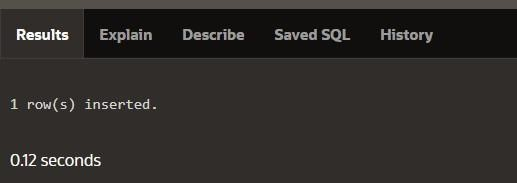 Results Explain Describe Saved SQL History
1 row(s) inserted.
0.12 seconds